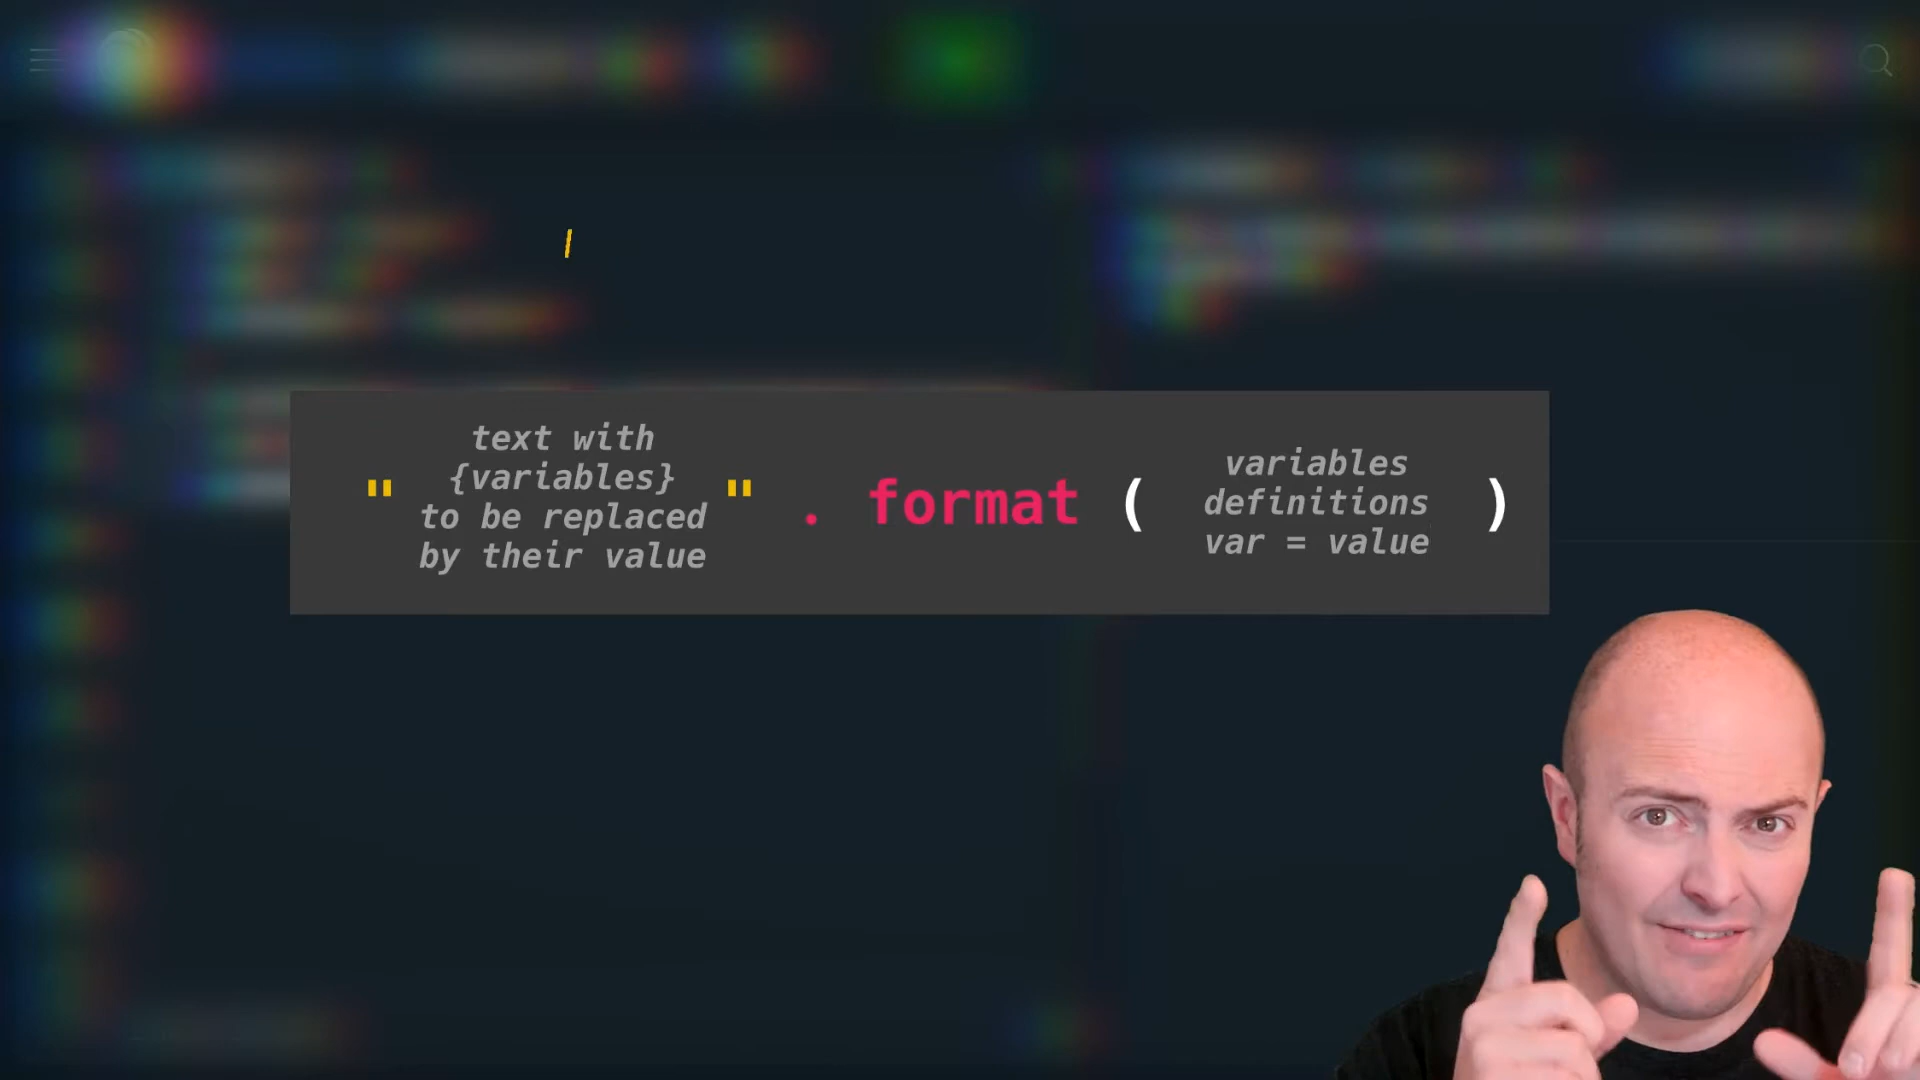 text with
{variables}
to be replaced
by their value
" " . format ( )
variables
definitions
var = value